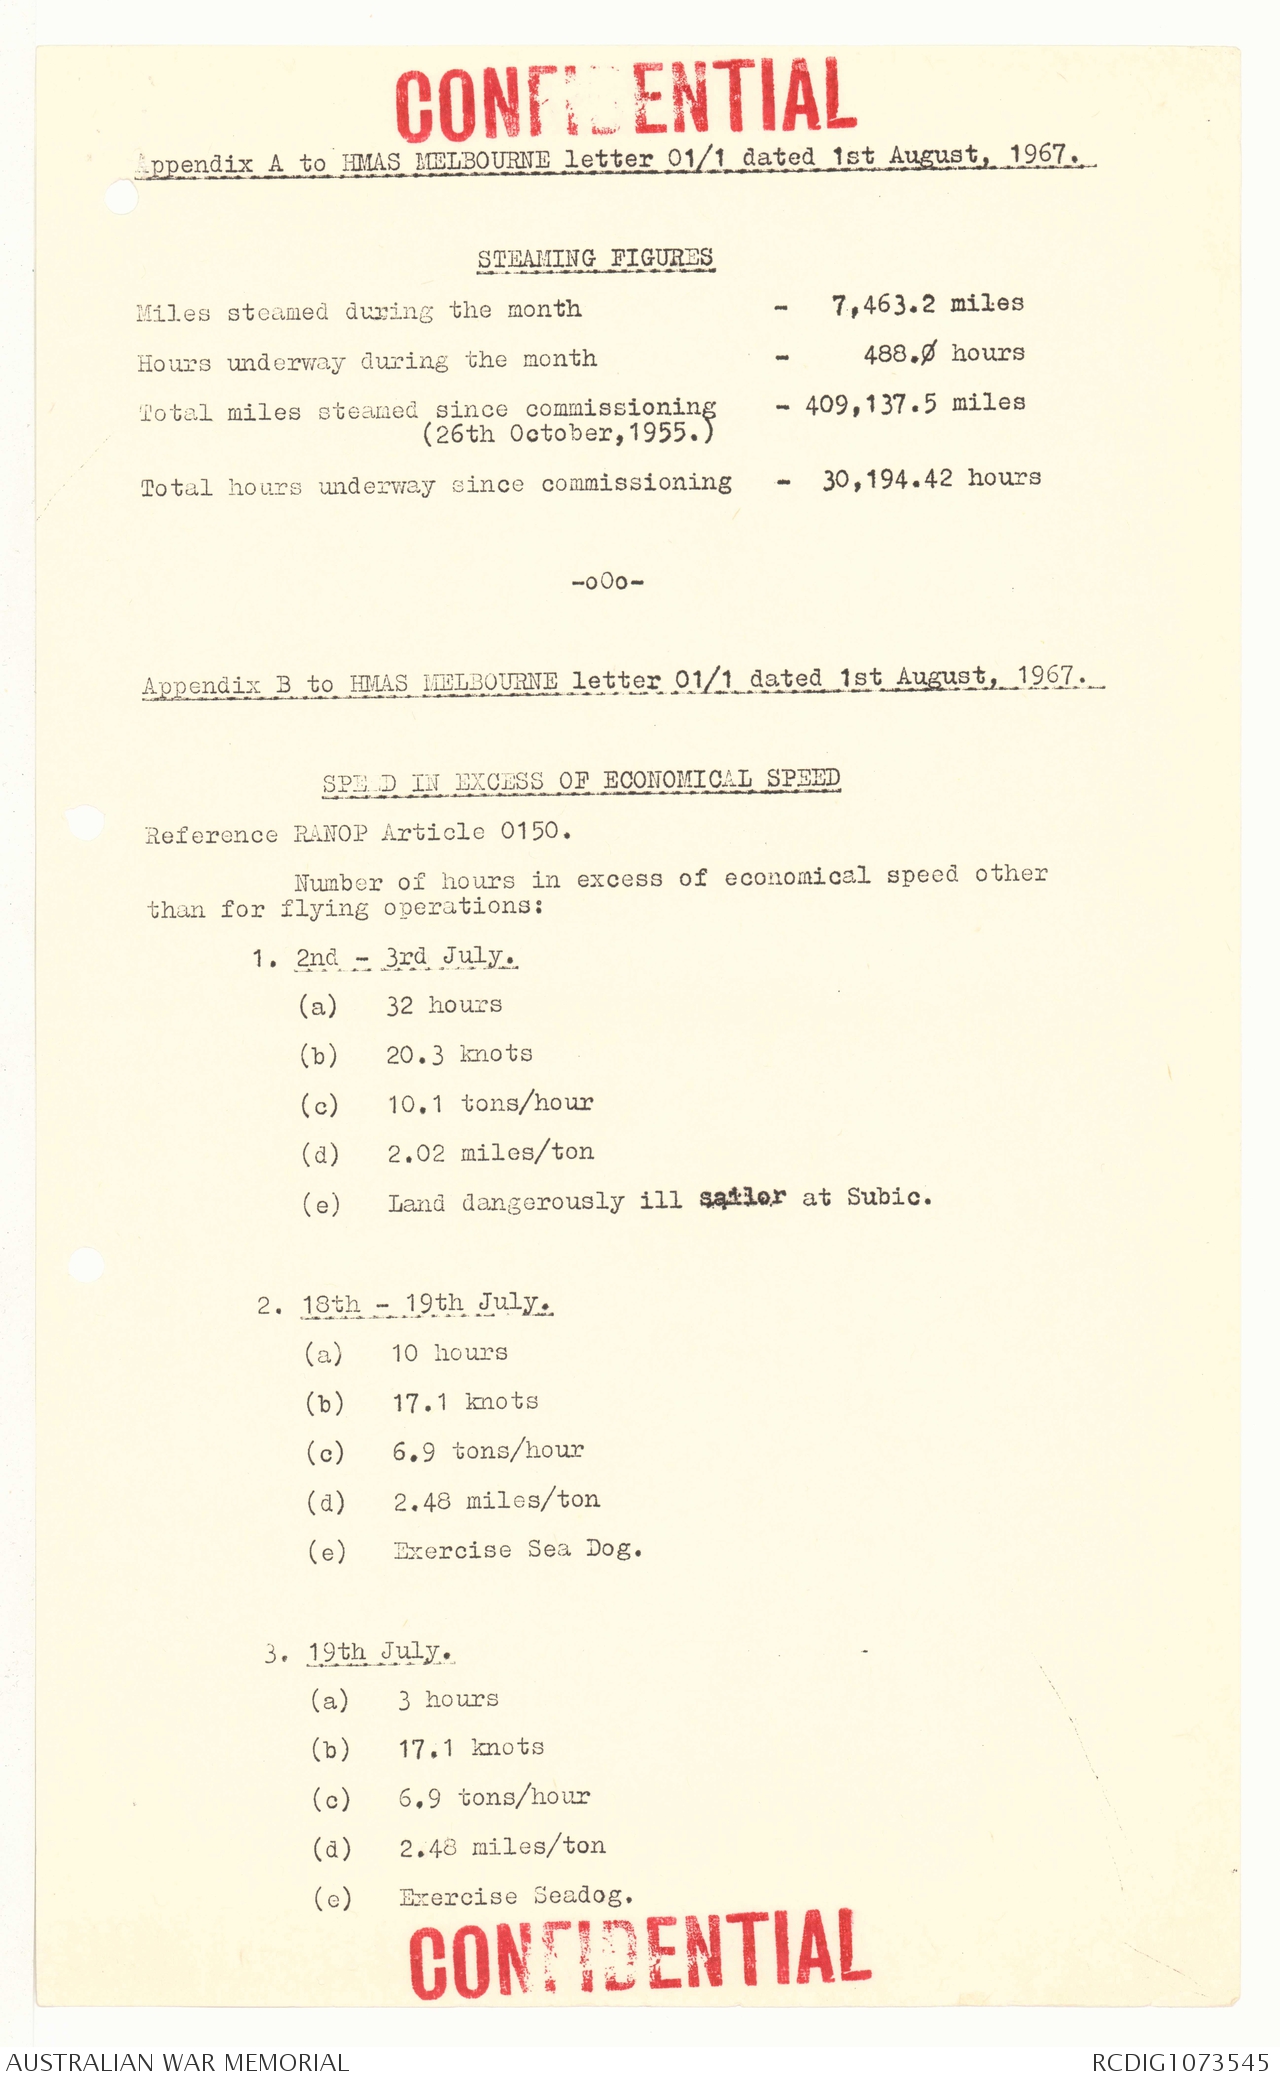 CONFIDENTIAL
Appendix A to HMAS MELBOURNE letter 01/1 dated 1st August, 1967.
STEAMING FIGURES
Miles steamed during the month - 7,463.2 miles
Hours underway during the month - 488.0 hours
Total miles steamed since commissioning - 409,137.5 miles
(26th October,1955.)
Total hours underway since commissioning - 30,194.42 hours
-oOo-
Appendix B to HMAS MELBOURNE letter 01/1 dated 1st August, 1967.
SPEED IN EXCESS OF ECONOMICAL SPEED
Reference RANOP Article 0150.
Number of hours in excess of economical speed other
than for flying operations:
1. 2nd - 3rd July.
(a) 32 hours
(b) 20.3 knots
(c) 10.1 tons/hour
(d) 2.02 miles/ton
(e) Land dangerously ill sailor at Subic.
2. 18th - 19th July.
(a) 10 hours
(b) 17.1 knots
(c) 6.9 tons/hour
(d) 2.48 miles/ton
(e) Exercise Sea Dog.
3. 19th July.
(a) 3 hours
(b) 17.1 knots
(c) 6.9 tons/hour
(d) 2.48 miles/ton
(e) Exercise Seadog.
CONFIDENTIAL
AUSTRALIAN WAR MEMORIAL RCDIG1073545